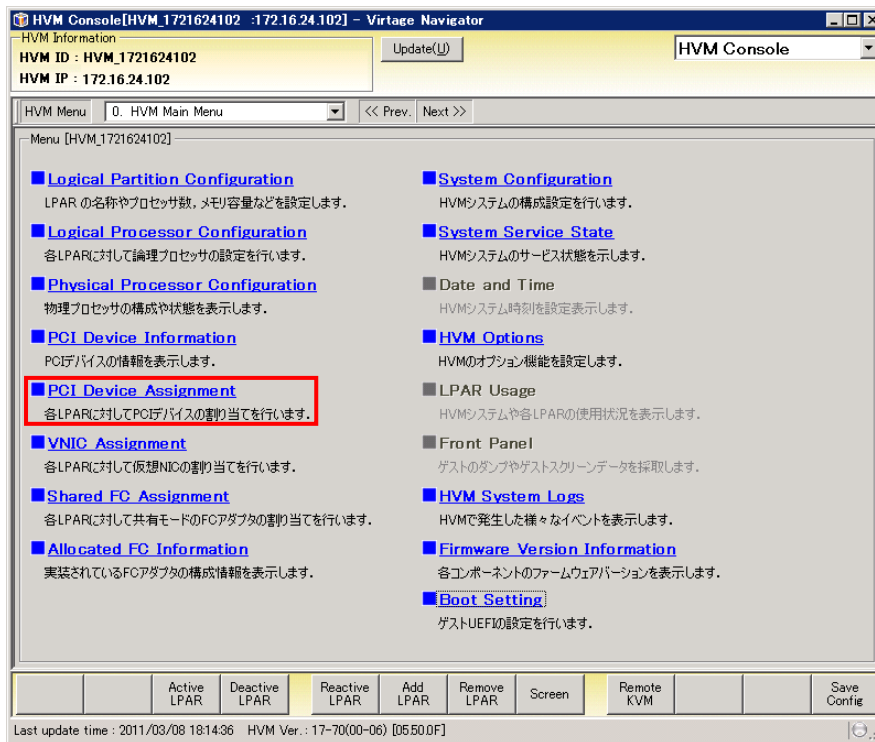 HVM Console[HVM_1721624102 :172.16.24.102] - Virtage Navigator
HVM Information
HVM ID : HVM_1721624102
HVM IP : 172.16.24.102
Update(U)
HVM Console
HVM Menu
0. HVM Main Menu
<< Prev.
Next >>
Menu [HVM_1721624102]
Logical Partition Configuration
LPAR の名称やプロセッサ数, メモリ容量などを設定します.
Logical Processor Configuration
各LPARに対して論理プロセッサの設定を行います.
Physical Processor Configuration
物理プロセッサの構成や状態を表示します.
PCI Device Information
PCIデバイスの情報を表示します.
PCI Device Assignment
各LPARに対してPCIデバイスの割り当てを行います.
VNIC Assignment
各LPARに対して仮想NICの割り当てを行います.
Shared FC Assignment
各LPARに対して共有モードのFCアダプタの割り当てを行います.
Allocated FC Information
実装されているFCアダプタの構成情報を表示します.
System Configuration
HVMシステムの構成設定を行います.
System Service State
HVMシステムのサービス状態を示します.
Date and Time
HVMシステム時刻を設定表示します.
HVM Options
HVMのオプション機能を設定します.
LPAR Usage
HVMシステムや各LPARの使用状況を表示します.
Front Panel
ゲストのダンプやゲストスクリーンデータを採取します.
HVM System Logs
HVMで発生した様々なイベントを表示します.
Firmware Version Information
各コンポーネントのファームウェアバージョンを表示します.
Boot Setting
ゲストUEFIの設定を行います.
Active LPAR
Deactive LPAR
Reactive LPAR
Add LPAR
Remove LPAR
Screen
Remote KVM
Save Config
Last update time : 2011/03/08 18:14:36 HVM Ver. : 17-70(00-06) [0550.0F]